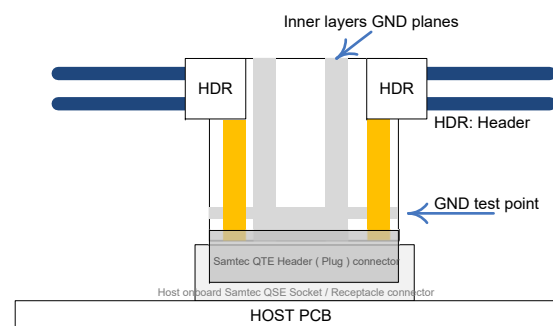 Inner layers GND planes
HDR
HDR
HDR: Header
GND test point
Samtec QTE Header ( Plug ) connector
Host onboard Samtec QSE Socket / Receptacle connector
HOST PCB